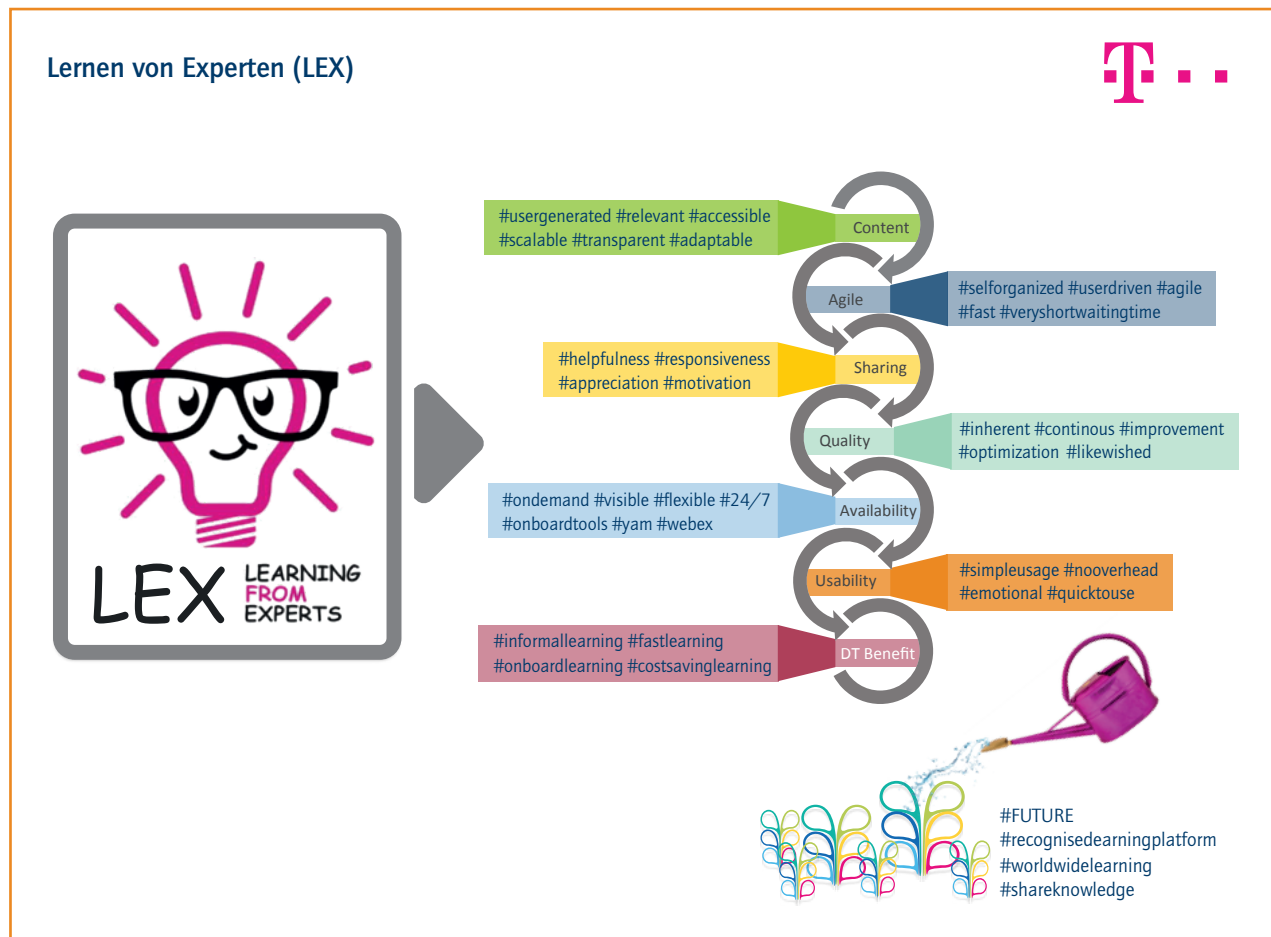 Lernen von Experten (LEX)
T
#usergenerated #relevant #accessible
#scalable #transparent #adaptable
Content
Agile
#selforganized #userdriven #agile
#fast #veryshortwaitingtime
#helpfulness #responsiveness
#appreciation #motivation
Sharing
Quality
#inherent #continous #improvement
#optimization #likewished
#ondemand #visible #flexible #24/7
#onboardtools #yam #webex
Availability
Usability
#simpleusage #nooverhead
#emotional #quicktouse
#informallearning #fastlearning
#onboardlearning #costsavinglearning
DT Benefit
LEX
LEARNING
FROM
EXPERTS
#FUTURE
#recognisedearningplatform
#worldwidelearning
#shareknowledge